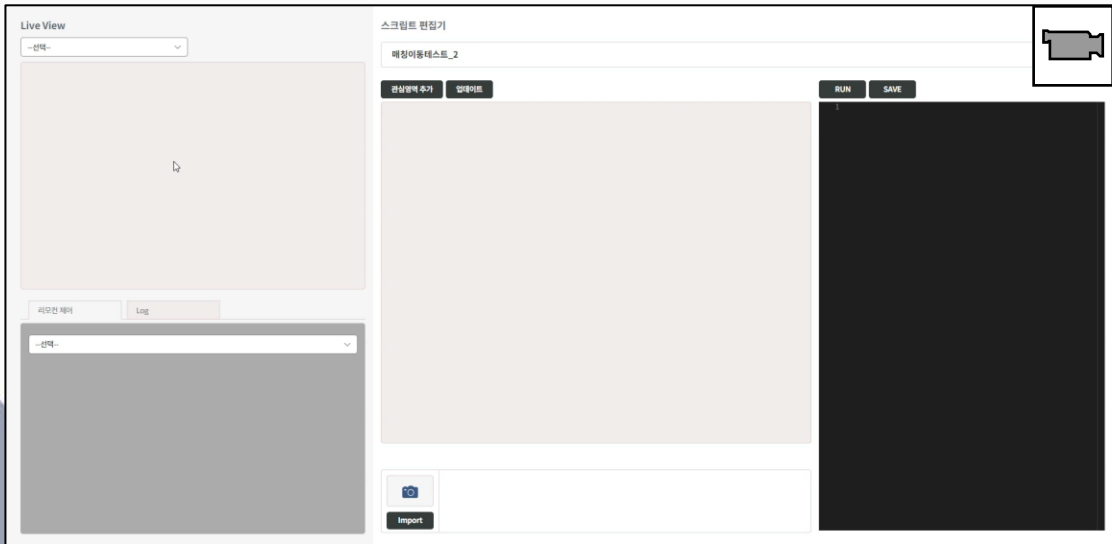 Live View
--선택--
리모컨 제어
Log
--선택--
스크립트 편집기
매칭이동테스트_2
관심영역 추가
업데이트
Import
RUN
SAVE
1